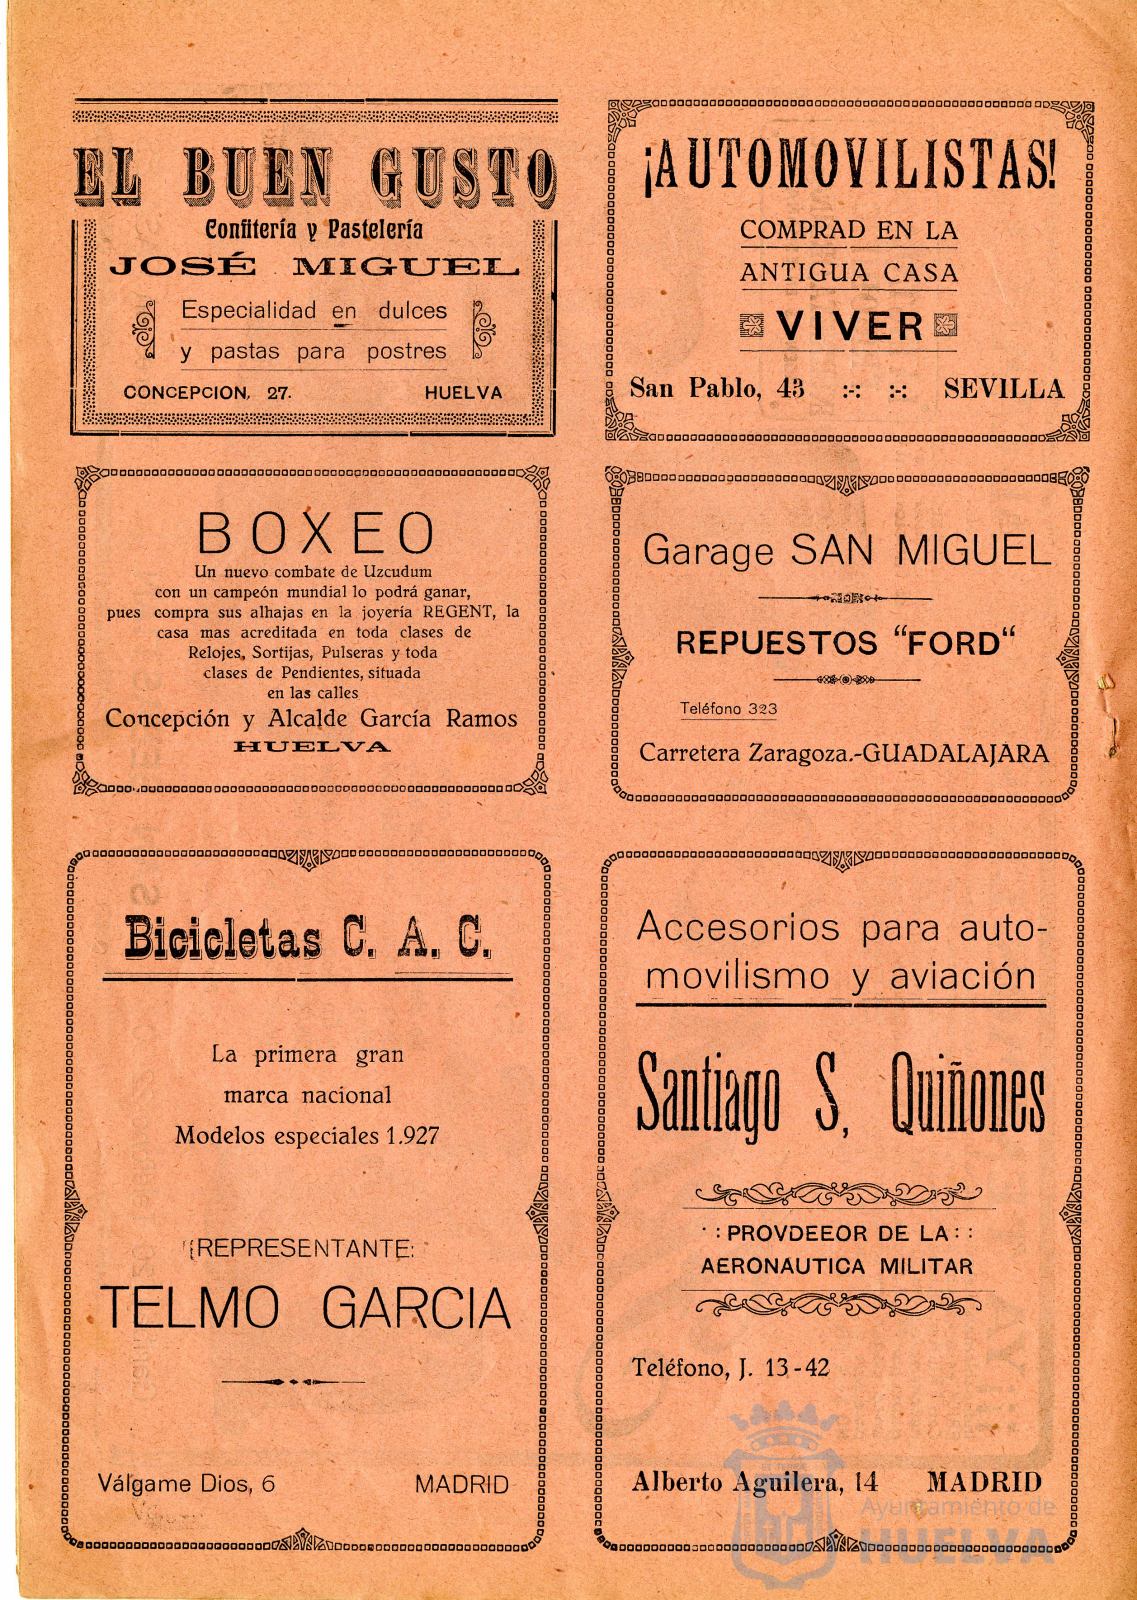 EL BUEN GUSTO
Confitería y Pastelería
JOSÉ MIGUEL
Especialidad en dulces
y pastas para postres
CONCEPCION, 27. HUELVA
¡AUTOMOVILISTAS!
COMPRAD EN LA
ANTIGUA CASA
VIVER
San Pablo, 43 :-: :-: SEVILLA
BOXEO
Un nuevo combate de Uzcudum
con un campeón mundial lo podrá ganar,
pues compra sus alhajas en la joyería REGENT, la
casa mas acreditada en toda clases de
Relojes, Sortijas, Pulseras y toda
clases de Pendientes, situada
en las calles
Concepción y Alcalde García Ramos
HUELVA
Garage SAN MIGUEL
REPUESTOS "FORD"
Teléfono 323
Carretera Zaragoza.-GUADALAJARA
Bicicletas C. A. C.
La primera gran
marca nacional
Modelos especiales 1.927
REPRESENTANTE:
TELMO GARCIA
Válgame Dios, 6 MADRID
Accesorios para auto-
movilismo y aviación
Santiago S, Quiñones
: : PROVDEEOR DE LA : :
AERONAUTICA MILITAR
Teléfono, J. 13-42
Alberto Aguilera, 14 MADRID
Ayuntamiento de
HUELVA